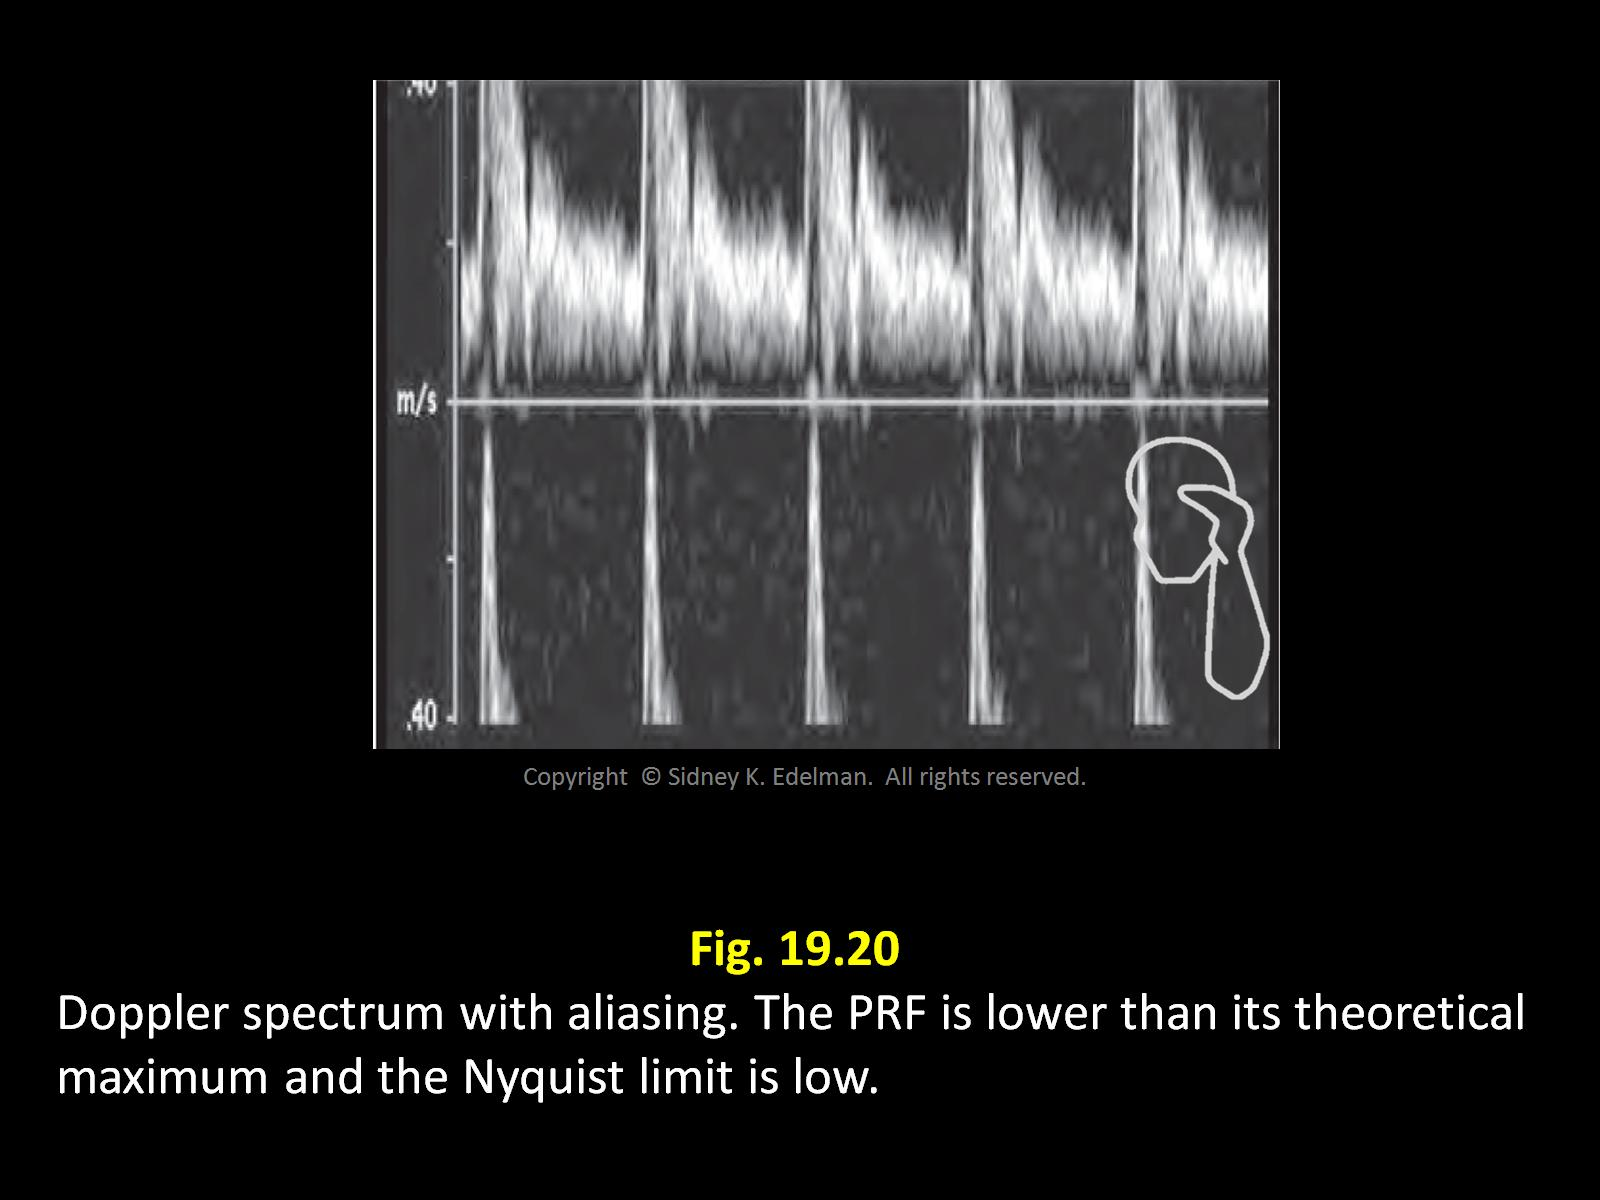 .40
m/s
.40
Copyright © Sidney K. Edelman. All rights reserved.
Fig. 19.20
Doppler spectrum with aliasing. The PRF is lower than its theoretical
maximum and the Nyquist limit is low.